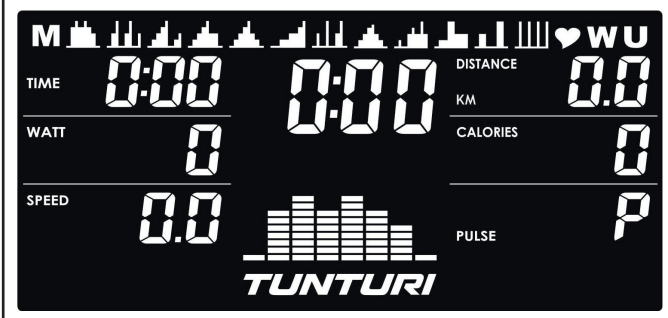 M W U
TIME 0:00
0:00
DISTANCE
KM 0.0
WATT 0
CALORIES 0
SPEED 0.0
PULSE P
TUNTURI